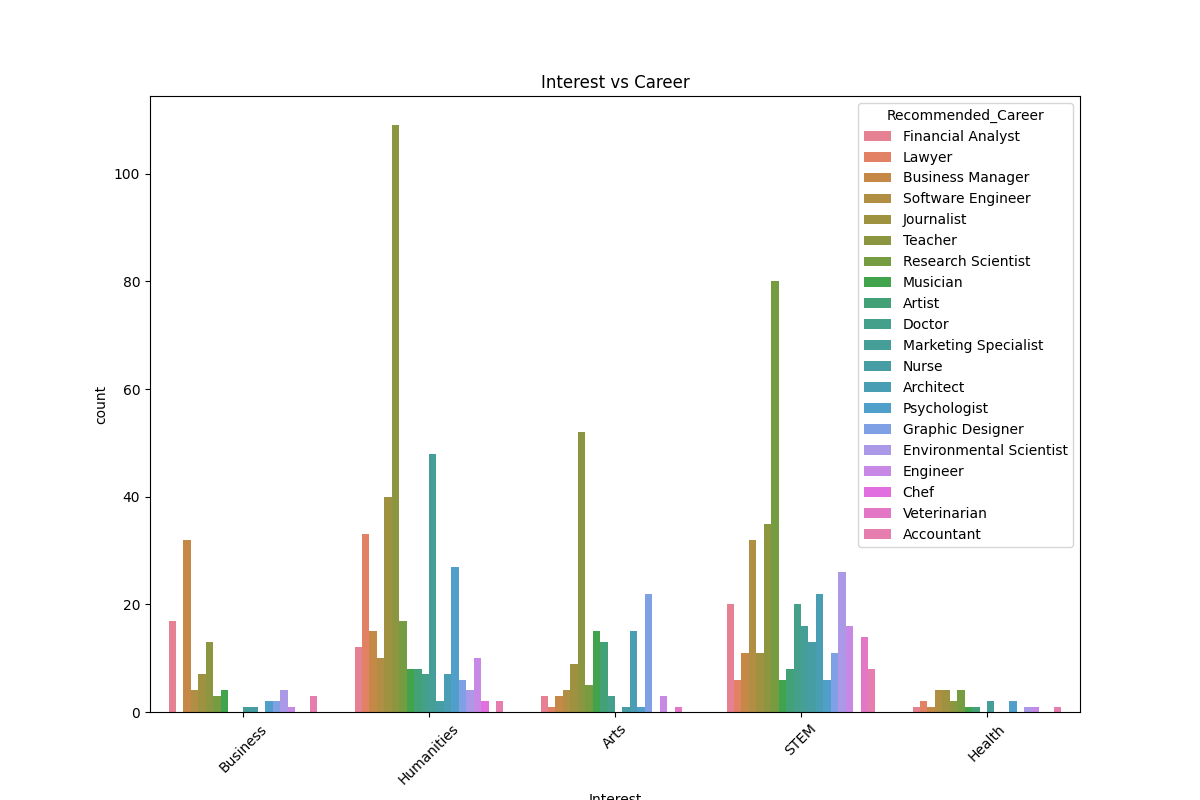 Interest vs Career
Recommended_Career
Financial Analyst
Lawyer
Business Manager
Software Engineer
Journalist
Teacher
Research Scientist
Musician
Artist
Doctor
Marketing Specialist
Nurse
Architect
Psychologist
Graphic Designer
Environmental Scientist
Engineer
Chef
Veterinarian
Accountant
100
80
60
40
20
0
count
Business
Humanities
Arts
STEM
Health
Interest